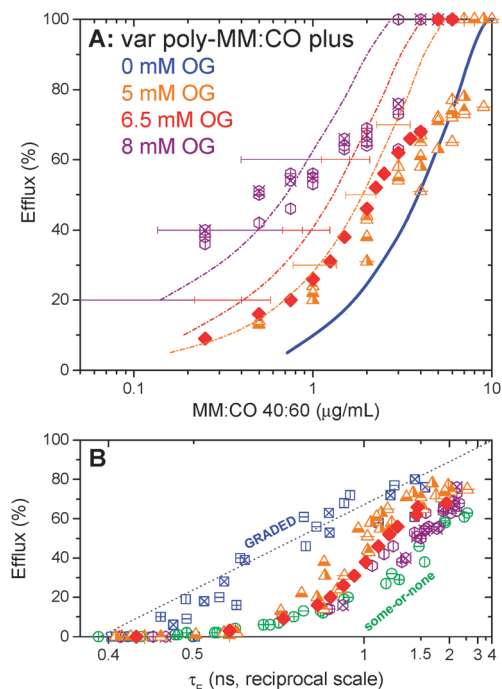 A: var poly-MM:CO plus
0 mM OG
5 mM OG
6.5 mM OG
8 mM OG
Efflux (%)
100
80
60
40
20
0
0.1
1
10
MM:CO 40:60 (μg/mL)
B
GRADED
some-or-none
Efflux (%)
100
80
60
40
20
0
0.4
0.5
1
1.5
2
2.5
3
4
τF (ns, reciprocal scale)